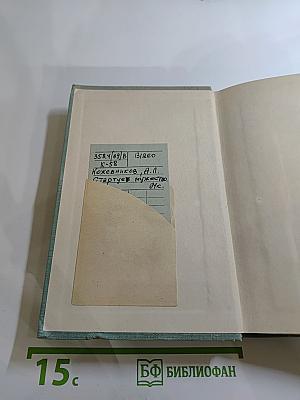 К-58
Кожевников, А.Л.
Стартует мужество
15с
БФ БИБЛИОФАН